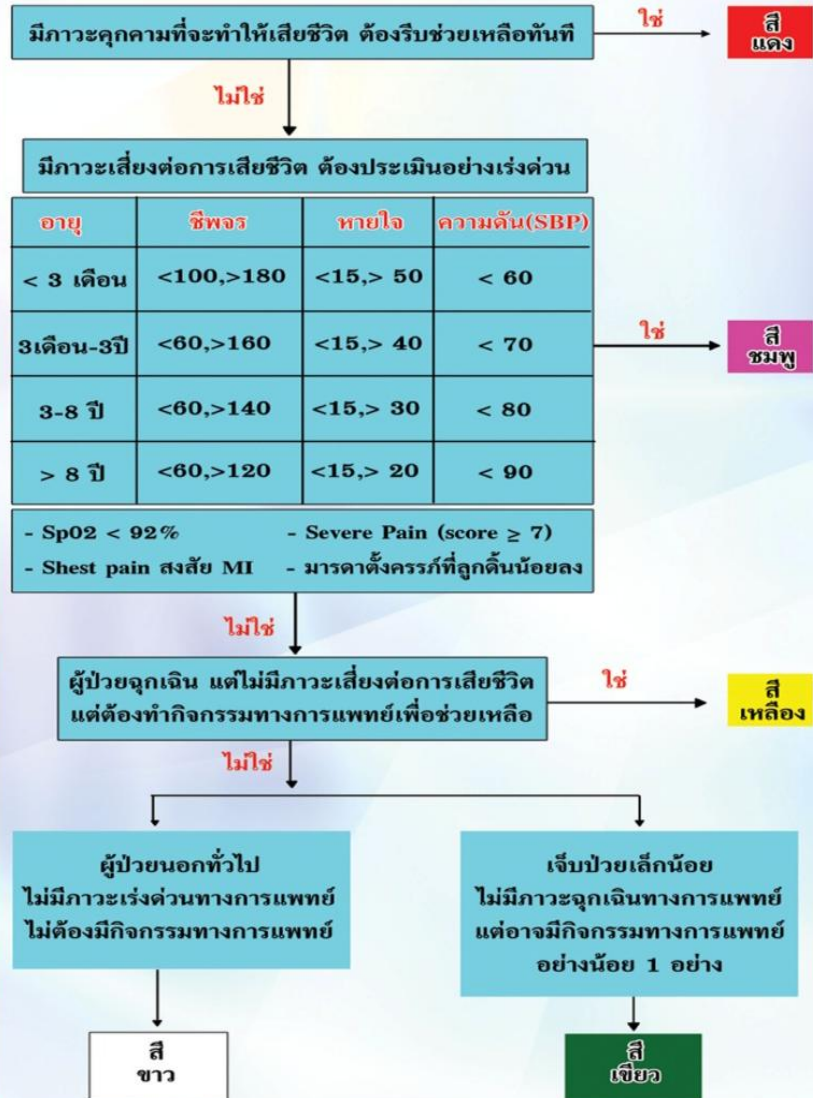 มีภาวะคุกคามที่จะทำให้เสียชีวิต ต้องรีบช่วยเหลือทันที
ใช่
สี
แดง
ไม่ใช่
มีภาวะเสี่ยงต่อการเสียชีวิต ต้องประเมินอย่างเร่งด่วน
อายุ ชีพจร หายใจ ความดัน(SBP)
< 3 เดือน <100,>180 <15,> 50 < 60
3เดือน-3ปี <60,>160 <15,> 40 < 70
3-8 ปี <60,>140 <15,> 30 < 80
> 8 ปี <60,>120 <15,> 20 < 90
ใช่
สี
ชมพู
- Sp02 < 92% - Severe Pain (score ≥ 7)
- Shest pain สงสัย MI - มารดาตั้งครรภ์ที่ลูกดิ้นน้อยลง
ไม่ใช่
ผู้ป่วยฉุกเฉิน แต่ไม่มีภาวะเสี่ยงต่อการเสียชีวิต
แต่ต้องทำกิจกรรมทางการแพทย์เพื่อช่วยเหลือ
ใช่
สี
เหลือง
ไม่ใช่
ผู้ป่วยนอกทั่วไป
ไม่มีภาวะเร่งด่วนทางการแพทย์
ไม่ต้องมีกิจกรรมทางการแพทย์
เจ็บป่วยเล็กน้อย
ไม่มีภาวะฉุกเฉินทางการแพทย์
แต่อาจมีกิจกรรมทางการแพทย์
อย่างน้อย 1 อย่าง
สี
ขาว
สี
เขียว